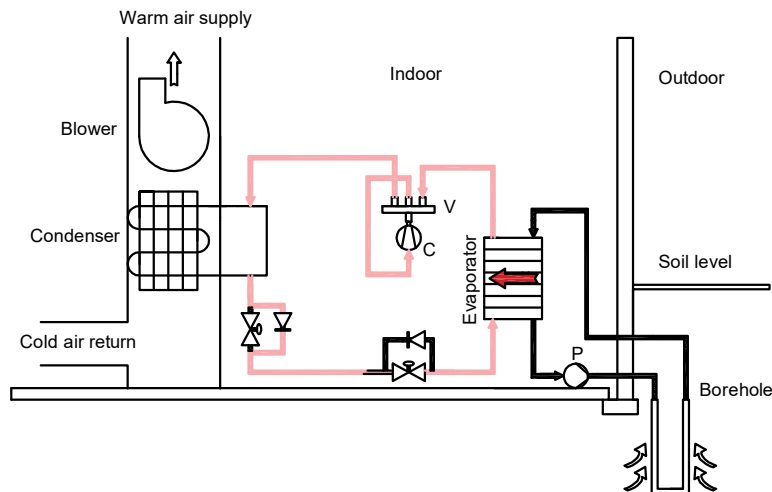 Warm air supply
Indoor
Outdoor
Blower
V
Condenser
C
Evaporator
Soil level
Cold air return
P
Borehole